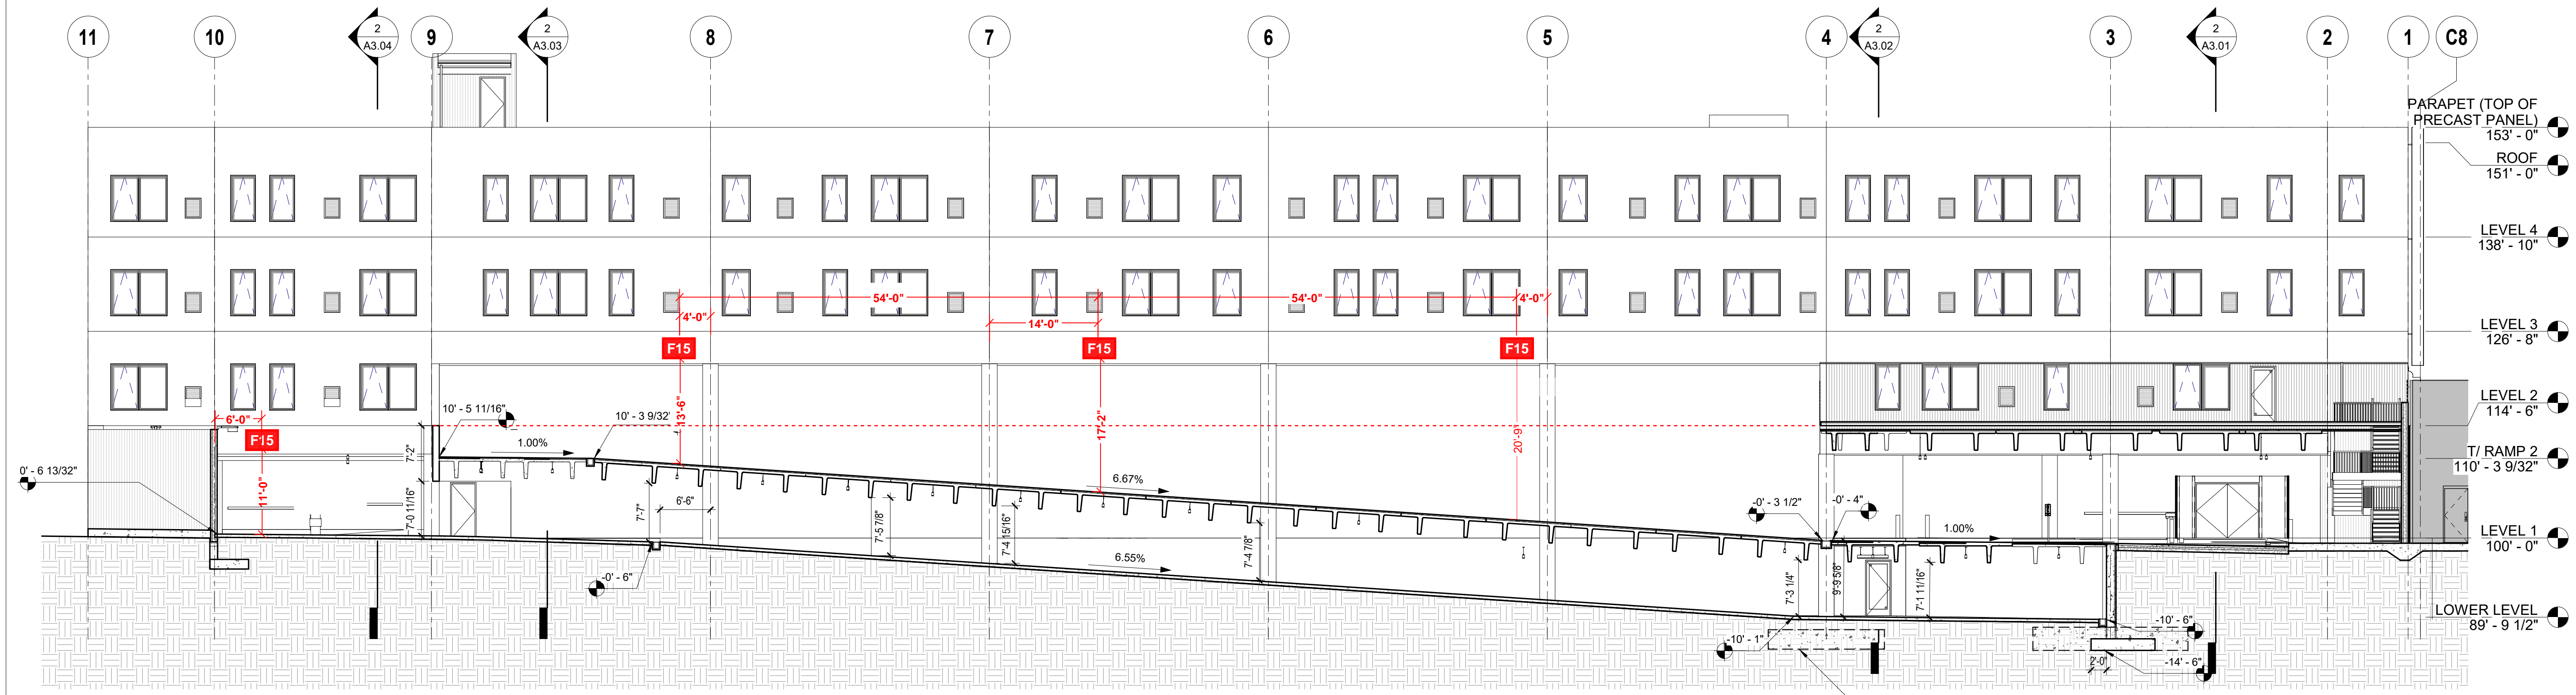 11
10
2
A3.04
9
2
A3.03
8
7
6
5
4
2
A3.02
3
2
A3.01
2
1
C8
PARAPET (TOP OF
PRECAST PANEL)
153' - 0"
ROOF
151' - 0"
LEVEL 4
138' - 10"
54'-0"
54'-0"
4'-0"
4'-0"
14'-0"
LEVEL 3
126' - 8"
F15
F15
F15
LEVEL 2
114' - 6"
10' - 5 11/16"
10' - 3 9/32'
13'-6"
17'-2"
20'-9"
6'-0"
F15
7'-2"
1.00%
T/ RAMP 2
110' - 3 9/32"
0' - 6 13/32"
11'-0"
7'-0 11/16"
6.67%
7'-7"
6'-6"
7'-5 7/8"
7'-4 15/16"
7'-4 7/8"
-0' - 3 1/2"
-0' - 4"
1.00%
LEVEL 1
100' - 0"
6.55%
-0' - 6"
7'-3 1/4"
9'-9 5/8"
7'-1 11/16"
LOWER LEVEL
89' - 9 1/2"
-10' - 1"
-10' - 6"
2'-0"
-14' - 6"